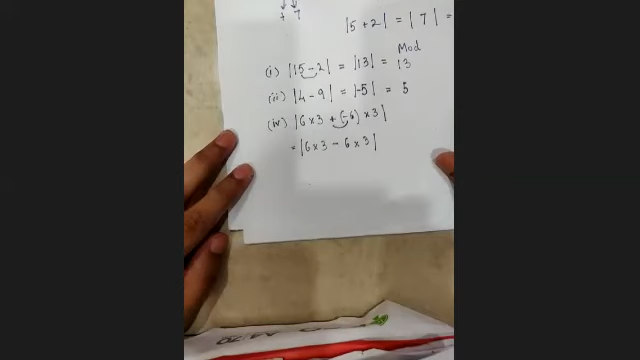 + 7
|5 + 2| = |7| =
Mod
(i) |15 - 2| = |13| = 13
(iii) |4 - 9| = |-5| = 5
(iv) |6 × 3 + (-6) × 3|
= |6 × 3 - 6 × 3|